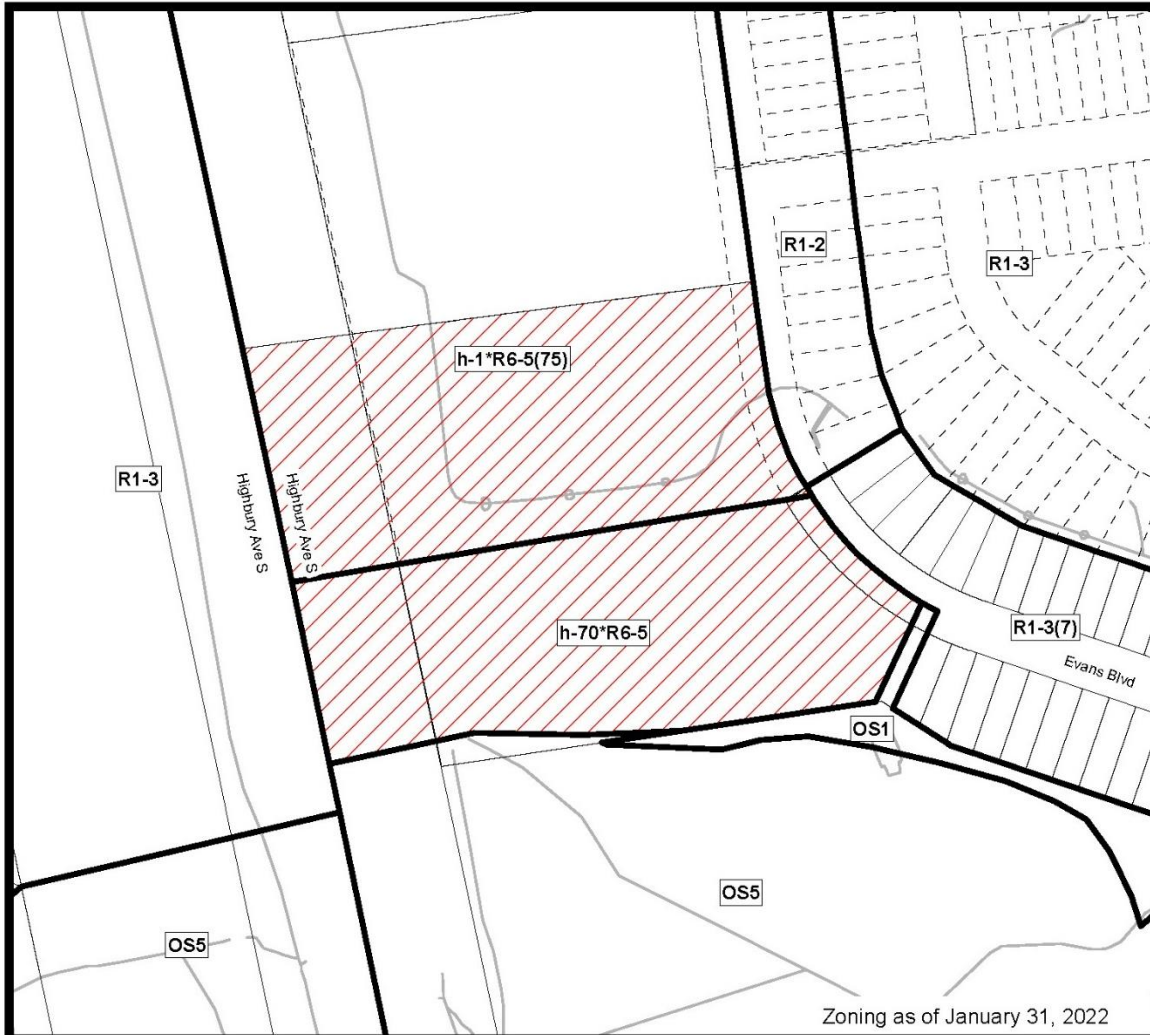 R1-2
R1-3
h-1*R6-5(75)
R1-3
Highbury Ave S
Highbury Ave S
h-70*R6-5
R1-3(7)
Evans Blvd
OS1
OS5
OS5
Zoning as of January 31, 2022